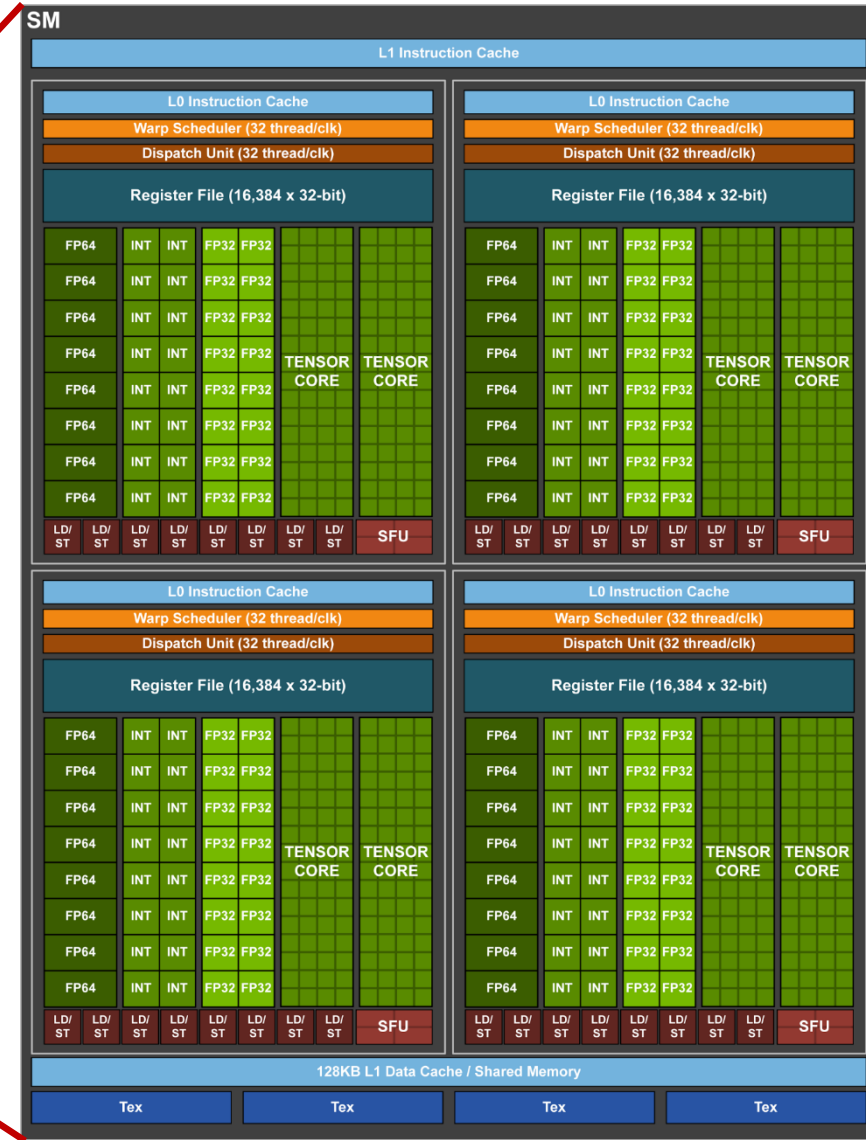 SM
L1 Instruction Cache
L0 Instruction Cache
Warp Scheduler (32 thread/clk)
Dispatch Unit (32 thread/clk)
Register File (16,384 x 32-bit)
FP64 INT INT FP32 FP32
FP64 INT INT FP32 FP32
FP64 INT INT FP32 FP32
FP64 INT INT FP32 FP32
TENSOR CORE TENSOR CORE
FP64 INT INT FP32 FP32
FP64 INT INT FP32 FP32
FP64 INT INT FP32 FP32
FP64 INT INT FP32 FP32
LD/ST LD/ST LD/ST LD/ST LD/ST LD/ST LD/ST LD/ST SFU
L0 Instruction Cache
Warp Scheduler (32 thread/clk)
Dispatch Unit (32 thread/clk)
Register File (16,384 x 32-bit)
FP64 INT INT FP32 FP32
FP64 INT INT FP32 FP32
FP64 INT INT FP32 FP32
FP64 INT INT FP32 FP32
TENSOR CORE TENSOR CORE
FP64 INT INT FP32 FP32
FP64 INT INT FP32 FP32
FP64 INT INT FP32 FP32
FP64 INT INT FP32 FP32
LD/ST LD/ST LD/ST LD/ST LD/ST LD/ST LD/ST LD/ST SFU
L0 Instruction Cache
Warp Scheduler (32 thread/clk)
Dispatch Unit (32 thread/clk)
Register File (16,384 x 32-bit)
FP64 INT INT FP32 FP32
FP64 INT INT FP32 FP32
FP64 INT INT FP32 FP32
FP64 INT INT FP32 FP32
TENSOR CORE TENSOR CORE
FP64 INT INT FP32 FP32
FP64 INT INT FP32 FP32
FP64 INT INT FP32 FP32
FP64 INT INT FP32 FP32
LD/ST LD/ST LD/ST LD/ST LD/ST LD/ST LD/ST LD/ST SFU
L0 Instruction Cache
Warp Scheduler (32 thread/clk)
Dispatch Unit (32 thread/clk)
Register File (16,384 x 32-bit)
FP64 INT INT FP32 FP32
FP64 INT INT FP32 FP32
FP64 INT INT FP32 FP32
FP64 INT INT FP32 FP32
TENSOR CORE TENSOR CORE
FP64 INT INT FP32 FP32
FP64 INT INT FP32 FP32
FP64 INT INT FP32 FP32
FP64 INT INT FP32 FP32
LD/ST LD/ST LD/ST LD/ST LD/ST LD/ST LD/ST LD/ST SFU
128KB L1 Data Cache / Shared Memory
Tex Tex Tex Tex